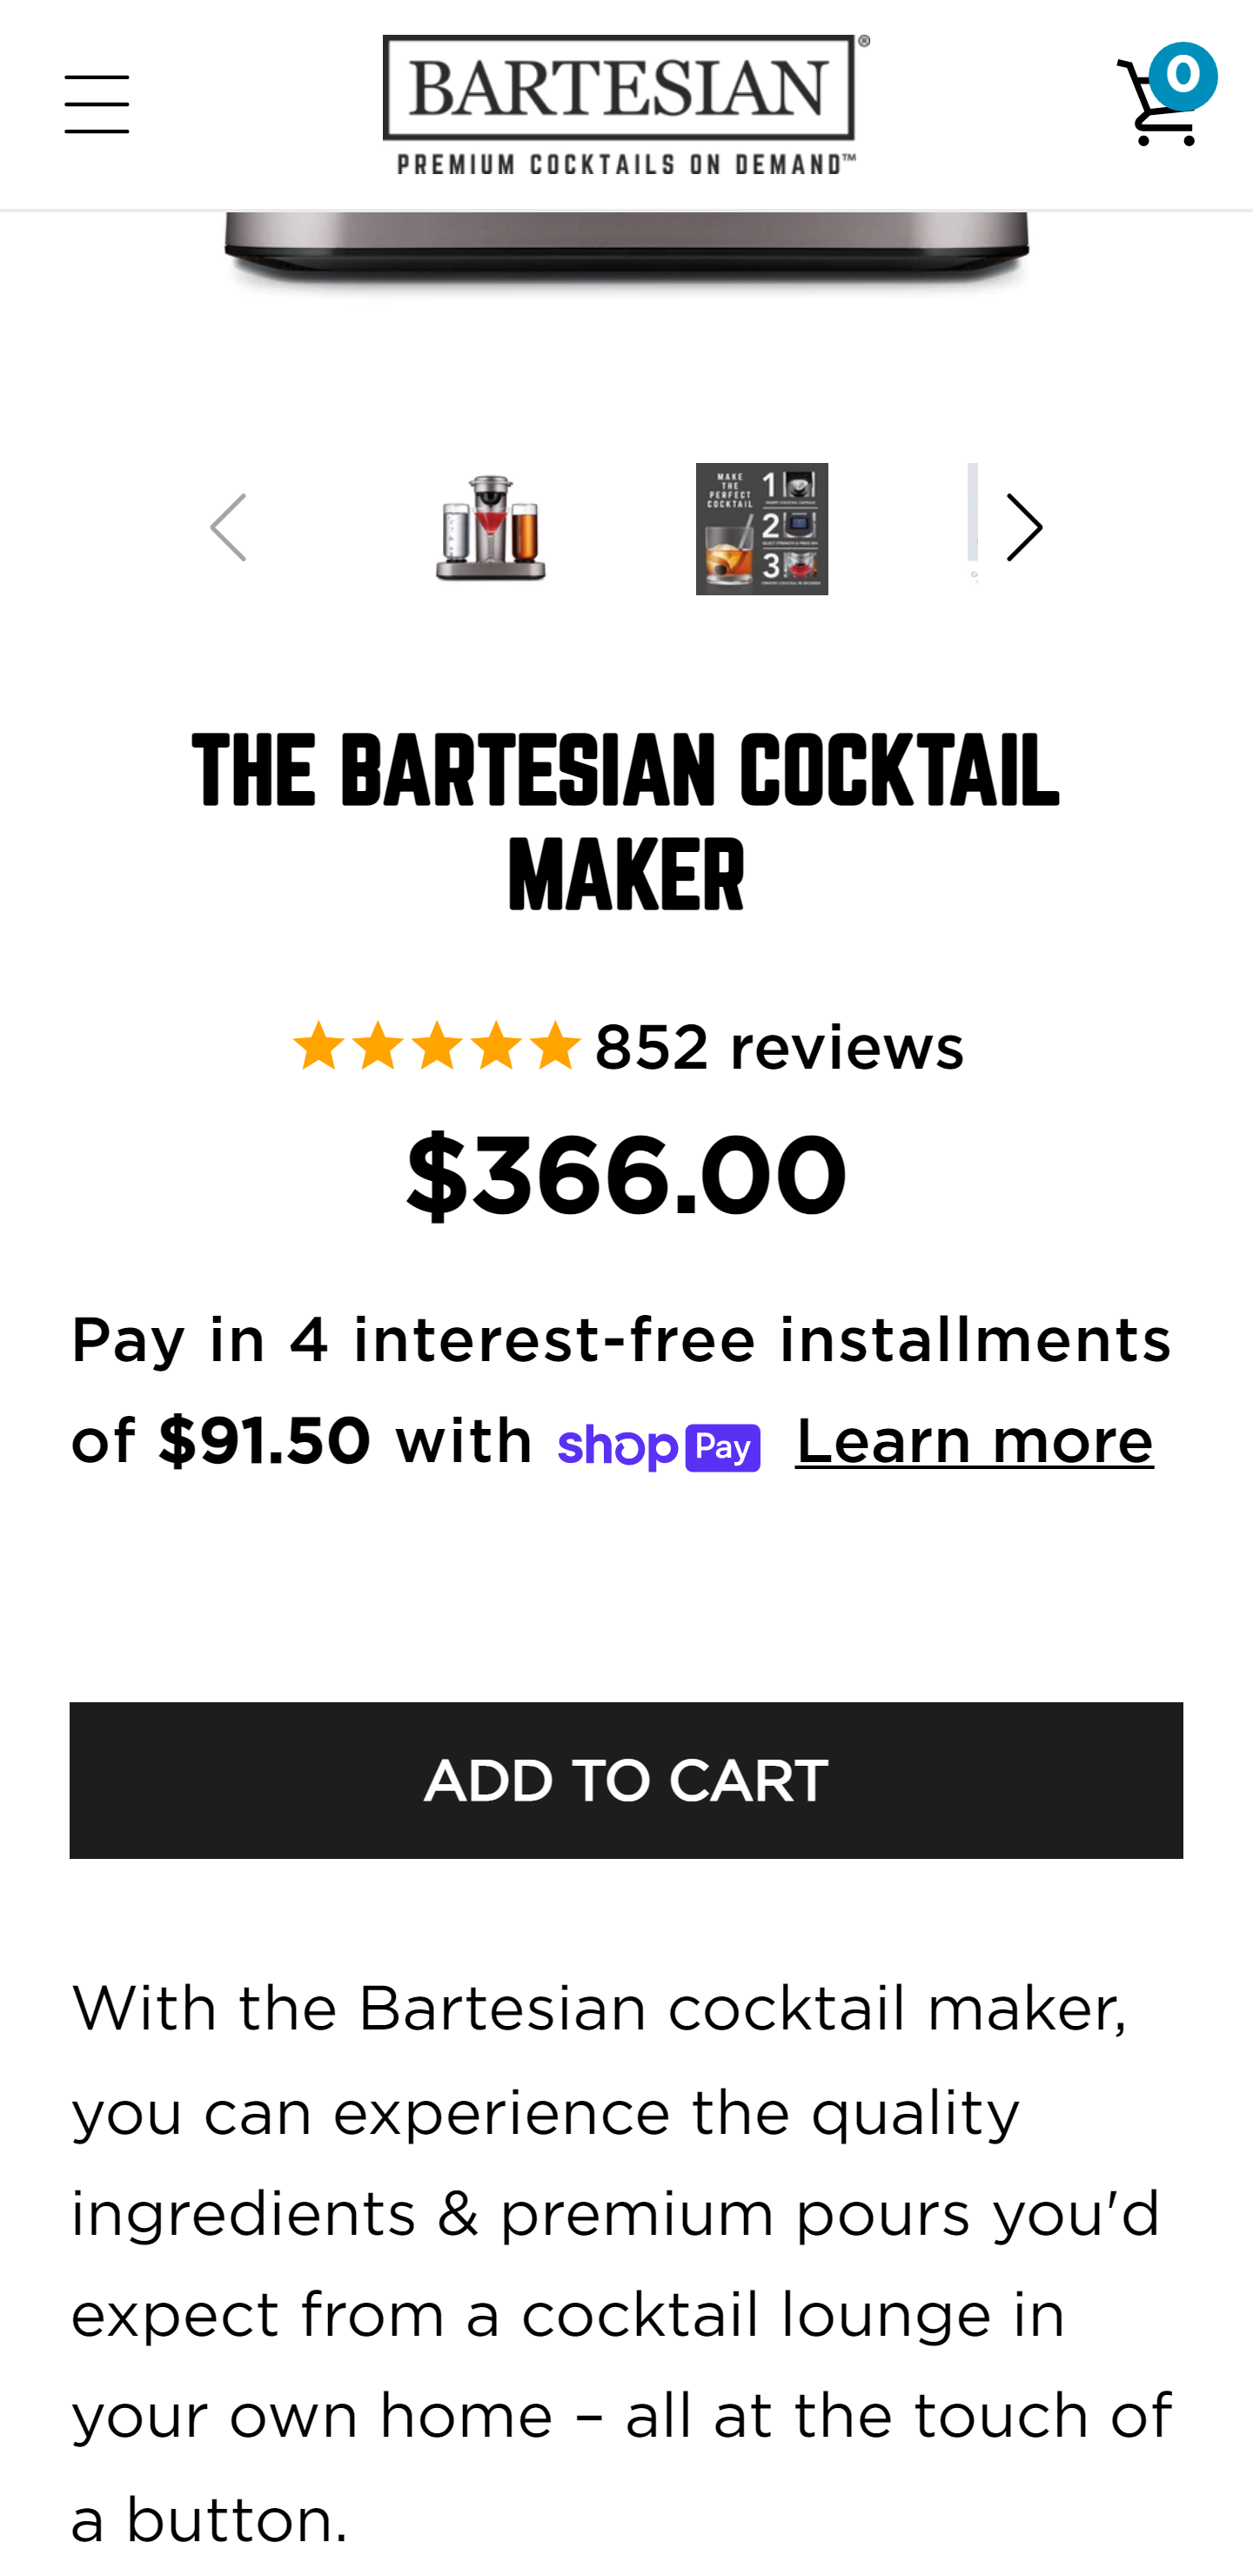 BARTESIAN®
PREMIUM COCKTAILS ON DEMAND™
0
MAKE
THE
PERFECT
COCKTAIL
1
2
3
THE BARTESIAN COCKTAIL
MAKER
852 reviews
$366.00
Pay in 4 interest-free installments
of $91.50 with shop Pay Learn more
ADD TO CART
With the Bartesian cocktail maker,
you can experience the quality
ingredients & premium pours you'd
expect from a cocktail lounge in
your own home – all at the touch of
a button.